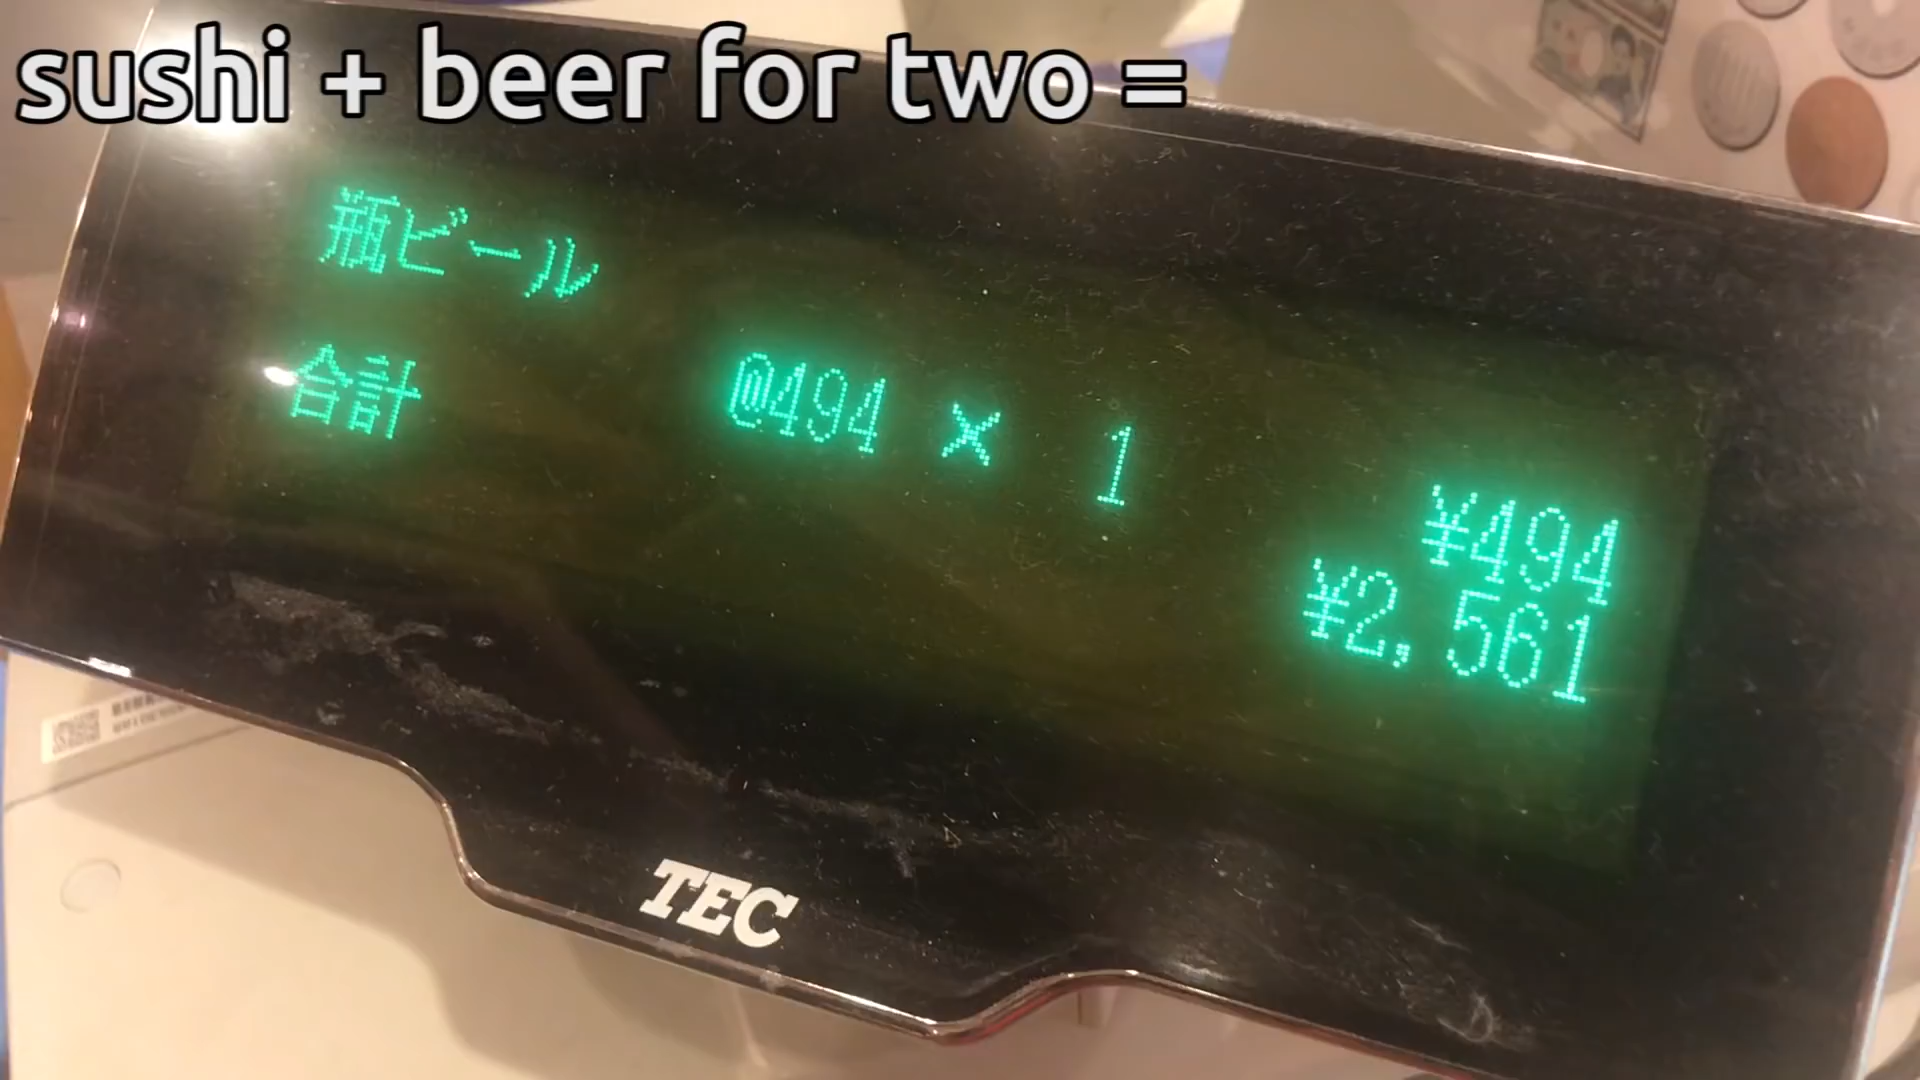 sushi + beer for two =
瓶ビール
@494 × 1 ¥494
合計 ¥2,561
TEC